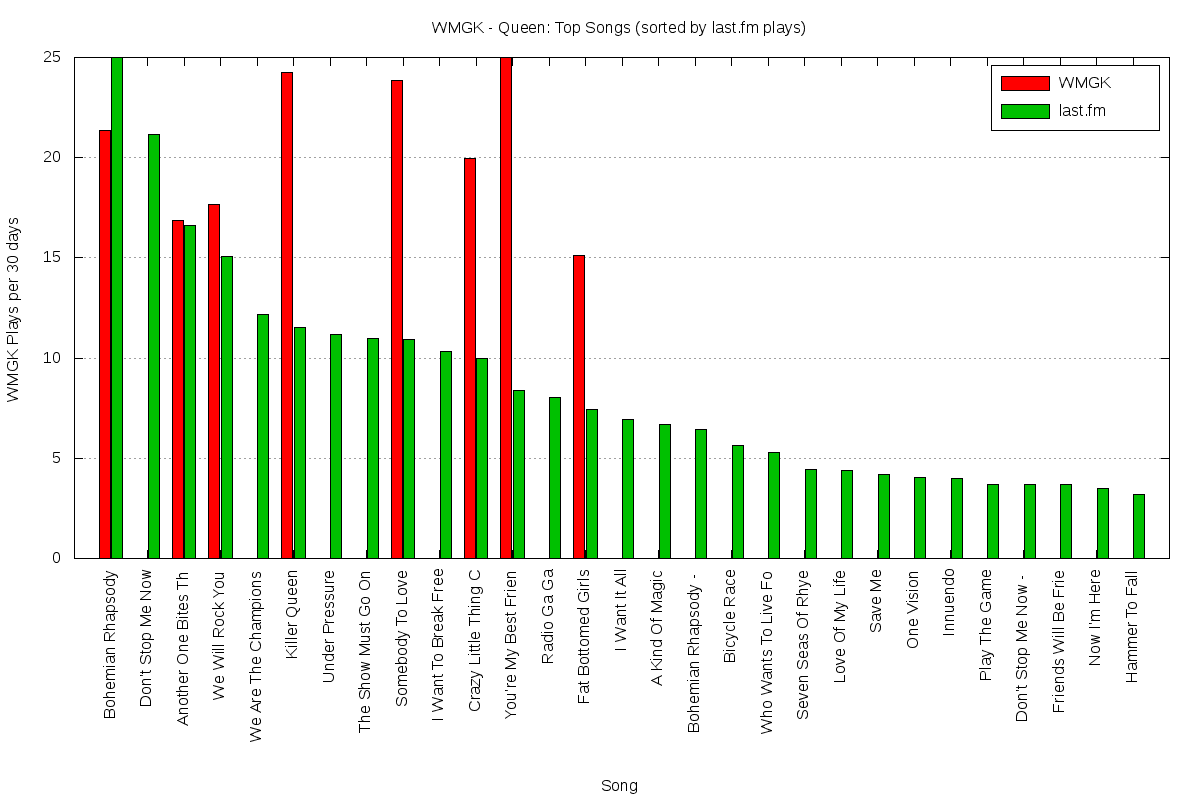 WMGK - Queen: Top Songs (sorted by last.fm plays)
WMGK
last.fm
WMGK Plays per 30 days
25
20
15
10
5
0
Bohemian Rhapsody
Don't Stop Me Now
Another One Bites Th
We Will Rock You
We Are The Champions
Killer Queen
Under Pressure
The Show Must Go On
Somebody To Love
I Want To Break Free
Crazy Little Thing C
You're My Best Frien
Radio Ga Ga
Fat Bottomed Girls
I Want It All
A Kind Of Magic
Bohemian Rhapsody -
Bicycle Race
Who Wants To Live Fo
Seven Seas Of Rhye
Love Of My Life
Save Me
One Vision
Innuendo
Play The Game
Don't Stop Me Now -
Friends Will Be Frie
Now I'm Here
Hammer To Fall
Song